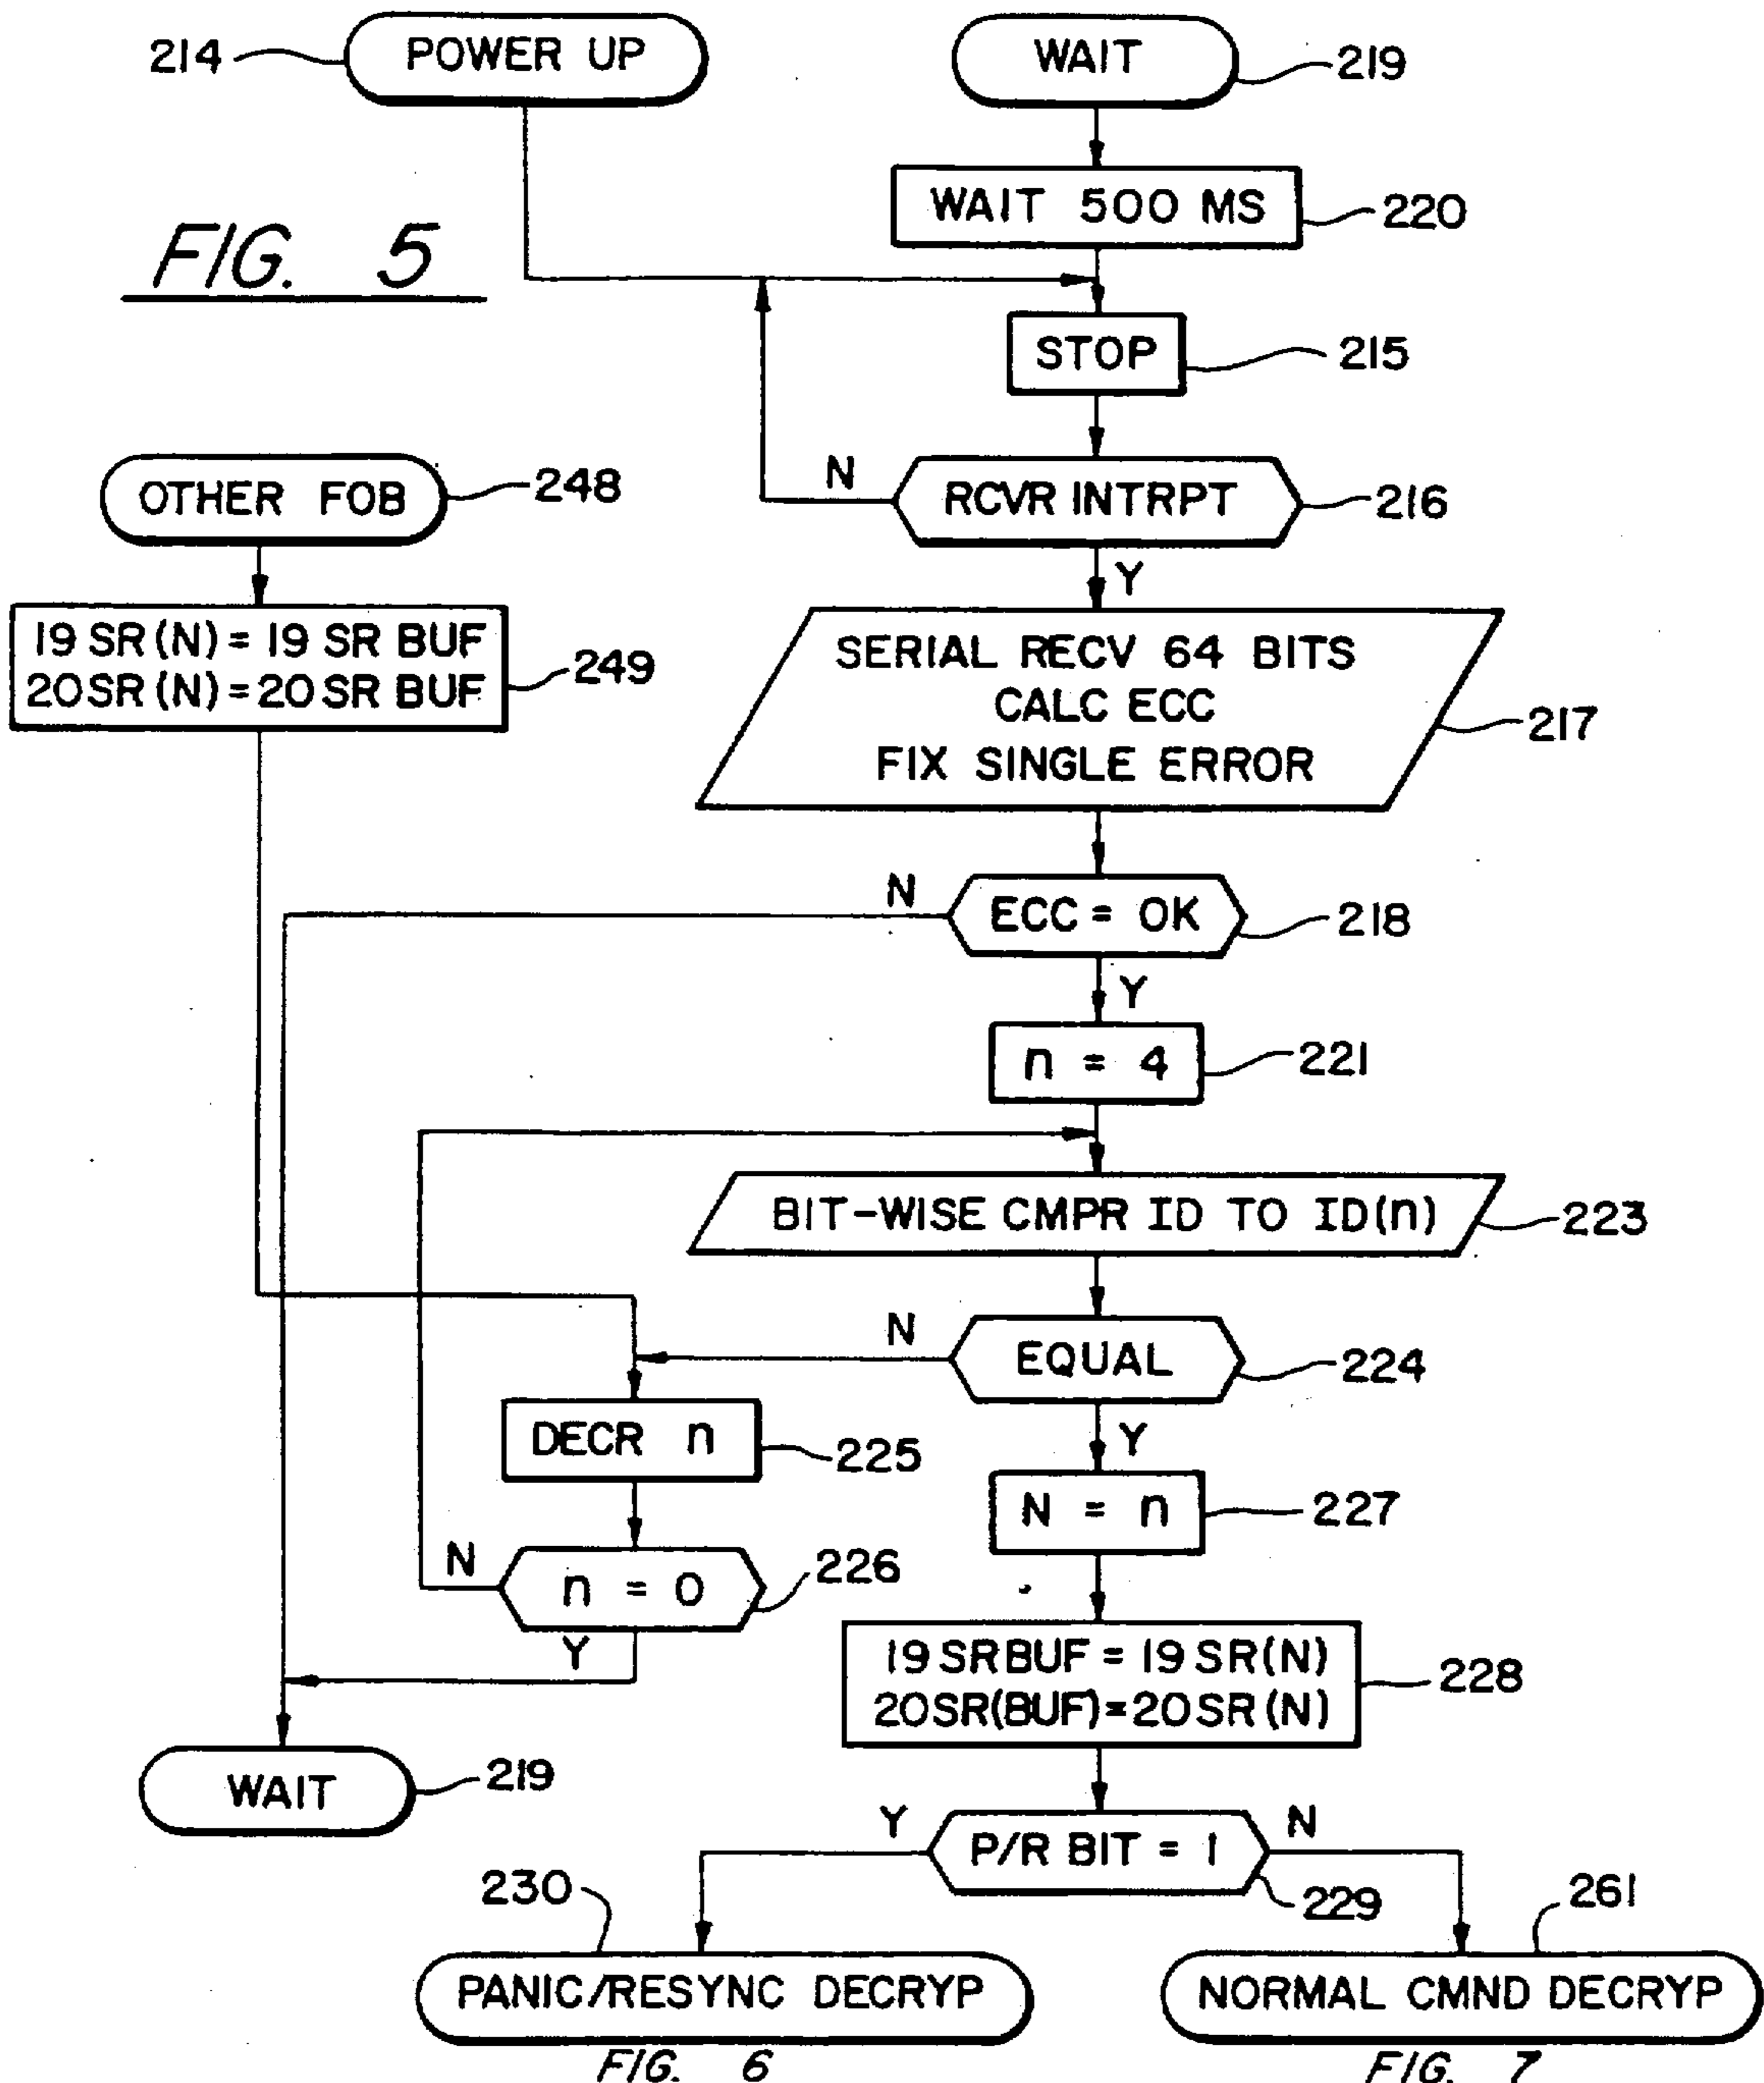 214
POWER UP
WAIT
219
WAIT 500 MS
220
FIG. 5
STOP
215
OTHER FOB
248
N
RCVR INTRPT
216
Y
19 SR (N) = 19 SR BUF
20 SR (N) = 20 SR BUF
249
SERIAL RECV 64 BITS
CALC ECC
FIX SINGLE ERROR
217
N
ECC = OK
218
Y
n = 4
221
BIT-WISE CMPR ID TO ID(n)
223
N
EQUAL
224
Y
DECR n
225
N = n
227
N
n = 0
226
Y
19 SRBUF = 19 SR(N)
20 SR(BUF) = 20 SR (N)
228
WAIT
219
Y
P/R BIT = 1
N
229
230
261
PANIC/RESYNC DECRYP
NORMAL CMND DECRYP
FIG. 6
FIG. 7